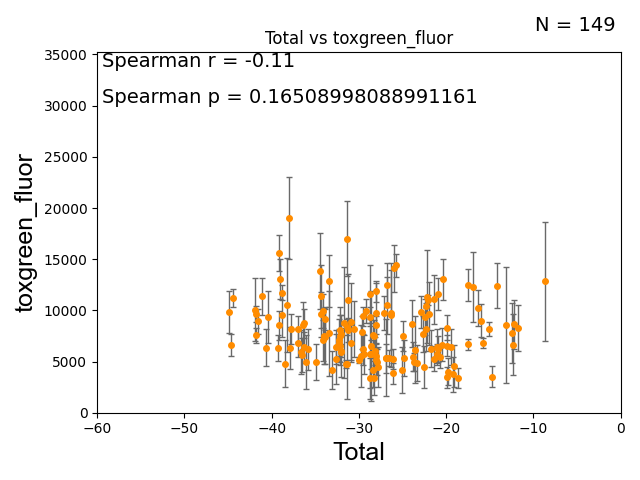 N = 149
Total vs toxgreen_fluor
Spearman r = -0.11
Spearman p = 0.16508998088991161
35000
30000
25000
20000
15000
10000
5000
0
toxgreen_fluor
−60
−50
−40
−30
−20
−10
0
Total